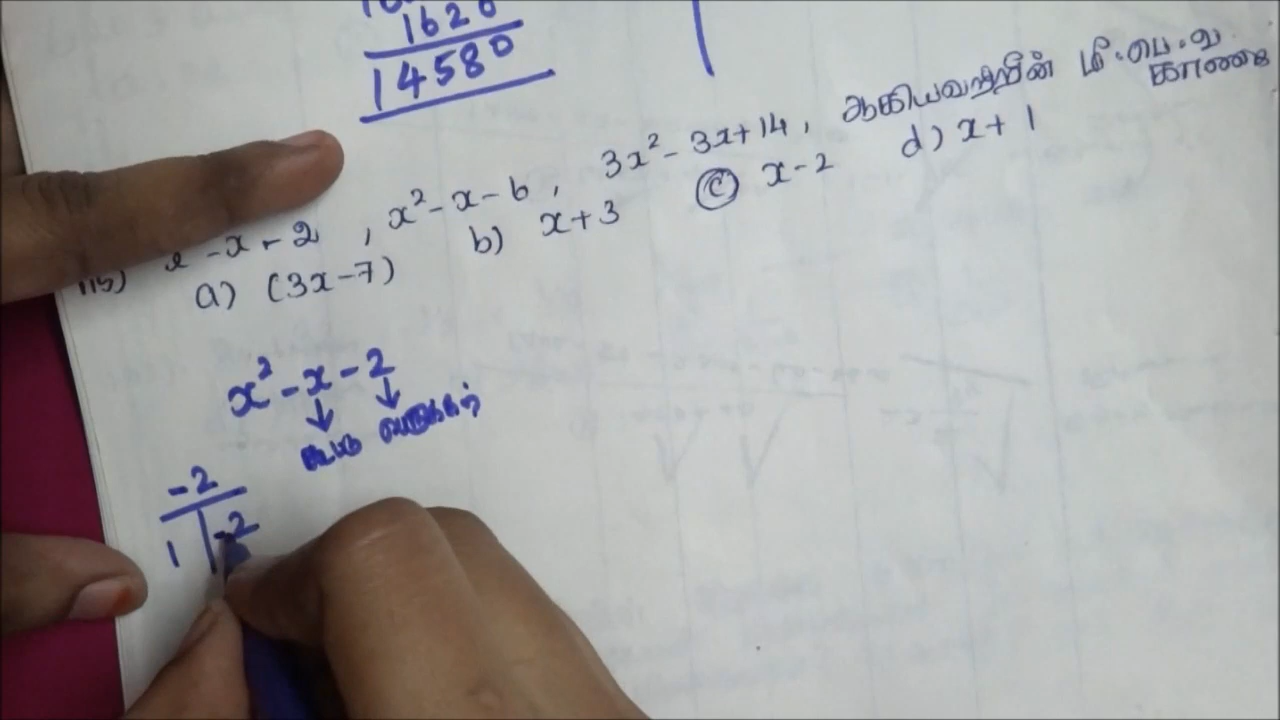 1620
14580
115) x² - x - 2 , x² - x - 6 , 3x² - 3x + 14 , ஆகியவற்றின் மீ.பெ.வ காண்க
a) (3x - 7) b) x + 3 c) x - 2 d) x + 1
x² - x - 2
கூட்டு பெருக்கற்
-2
1 | -2